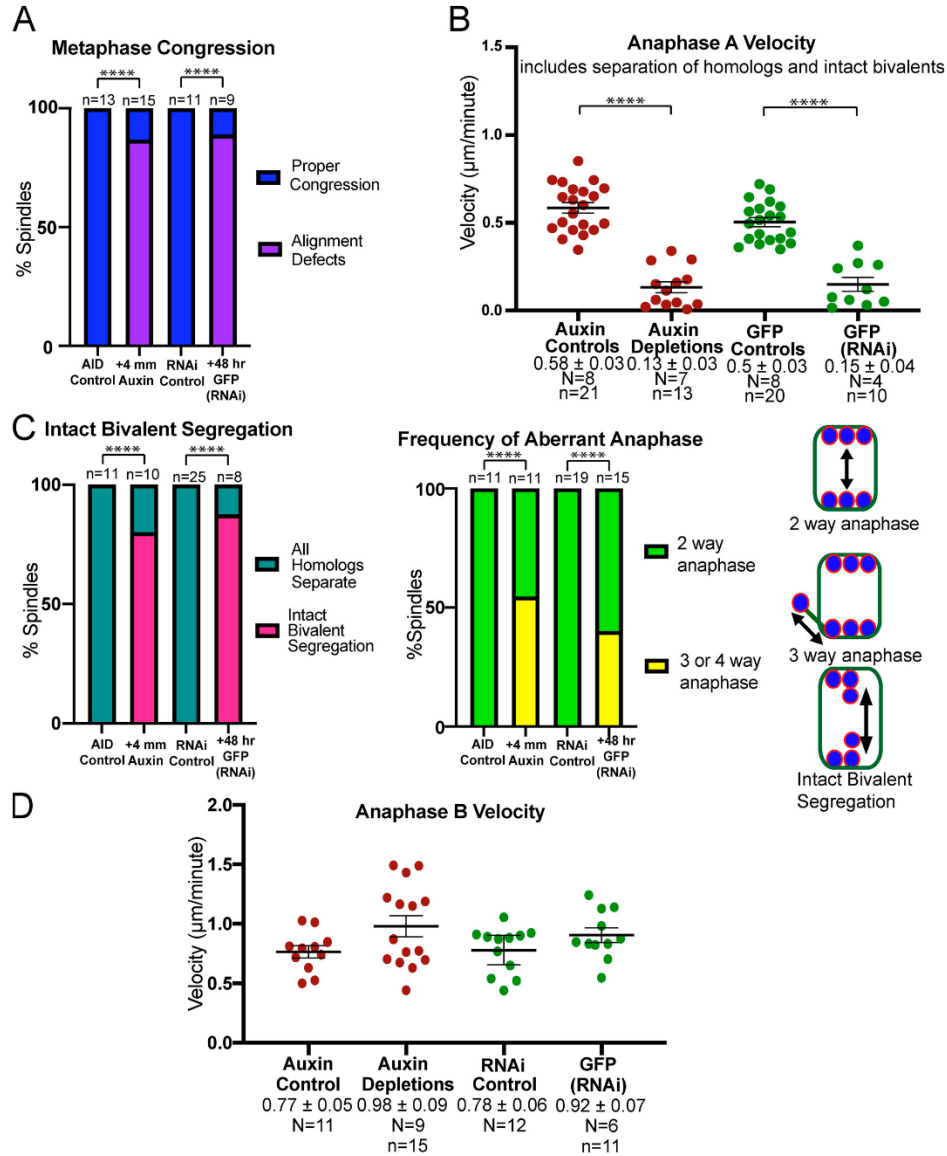 A
Metaphase Congression
****
****
n=13
n=15
n=11
n=9
100
50
0
% Spindles
AID
Control
+4 mm
Auxin
RNAi
Control
+48 hr
GFP
(RNAi)
Proper
Congression
Alignment
Defects
B
Anaphase A Velocity
includes separation of homologs and intact bivalents
****
****
1.5
1.0
0.5
0.0
Velocity (µm/minute)
Auxin
Controls
0.58 ± 0.03
N=8
n=21
Auxin
Depletions
0.13 ± 0.03
N=7
n=13
GFP
Controls
0.5 ± 0.03
N=8
n=20
GFP
(RNAi)
0.15 ± 0.04
N=4
n=10
C
Intact Bivalent Segregation
****
****
n=11
n=10
n=25
n=8
100
50
0
% Spindles
AID
Control
+4 mm
Auxin
RNAi
Control
+48 hr
GFP
(RNAi)
All
Homologs
Separate
Intact
Bivalent
Segregation
Frequency of Aberrant Anaphase
****
****
n=11
n=11
n=19
n=15
100
50
0
%Spindles
AID
Control
+4 mm
Auxin
RNAi
Control
+48 hr
GFP
(RNAi)
2 way
anaphase
3 or 4 way
anaphase
2 way anaphase
3 way anaphase
Intact Bivalent
Segregation
D
Anaphase B Velocity
2.0
1.5
1.0
0.5
0.0
Velocity (µm/minute)
Auxin
Control
0.77 ± 0.05
N=11
Auxin
Depletions
0.98 ± 0.09
N=9
n=15
RNAi
Control
0.78 ± 0.06
N=12
GFP
(RNAi)
0.92 ± 0.07
N=6
n=11